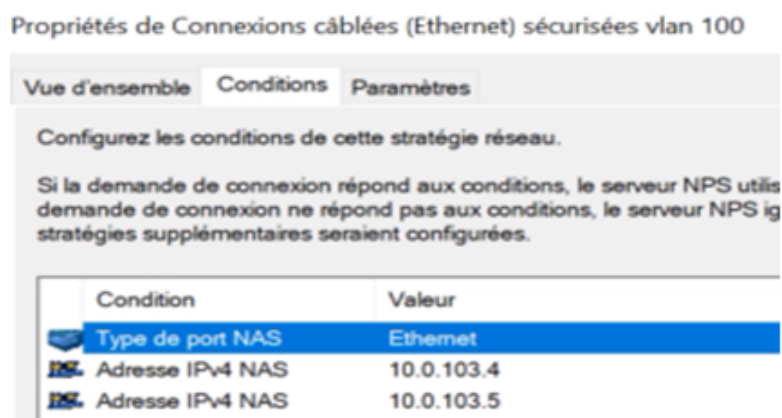 Propriétés de Connexions câblées (Ethernet) sécurisées vlan 100
Vue d'ensemble Conditions Paramètres
Configurez les conditions de cette stratégie réseau.
Si la demande de connexion répond aux conditions, le serveur NPS utilis
demande de connexion ne répond pas aux conditions, le serveur NPS ig
stratégies supplémentaires seraient configurées.
Condition Valeur
Type de port NAS Ethernet
Adresse IPv4 NAS 10.0.103.4
Adresse IPv4 NAS 10.0.103.5